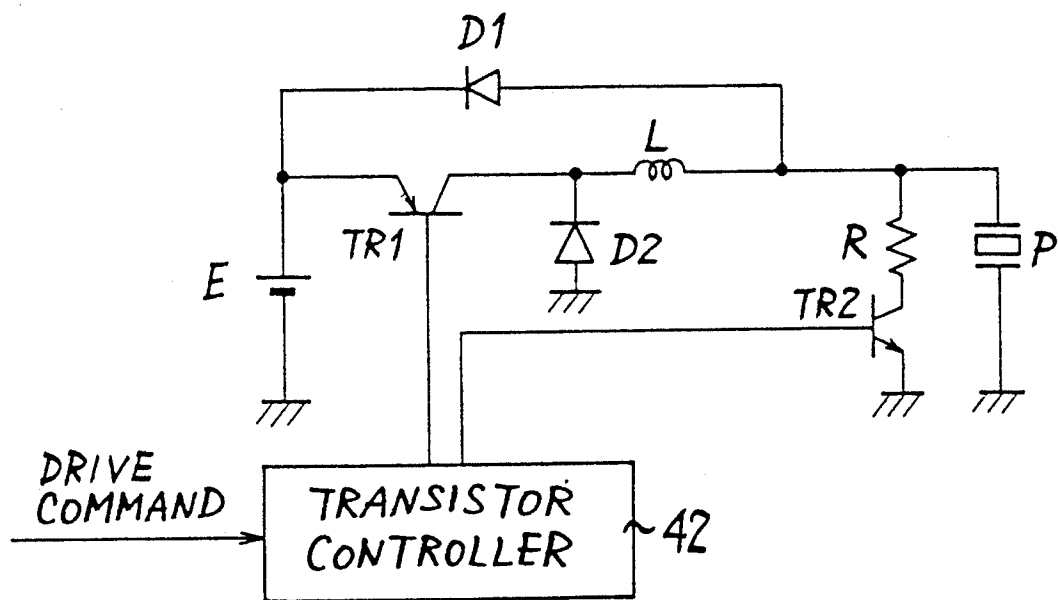 D1
L
TR1
D2
R
P
E
TR2
DRIVE
COMMAND
TRANSISTOR
CONTROLLER
~42